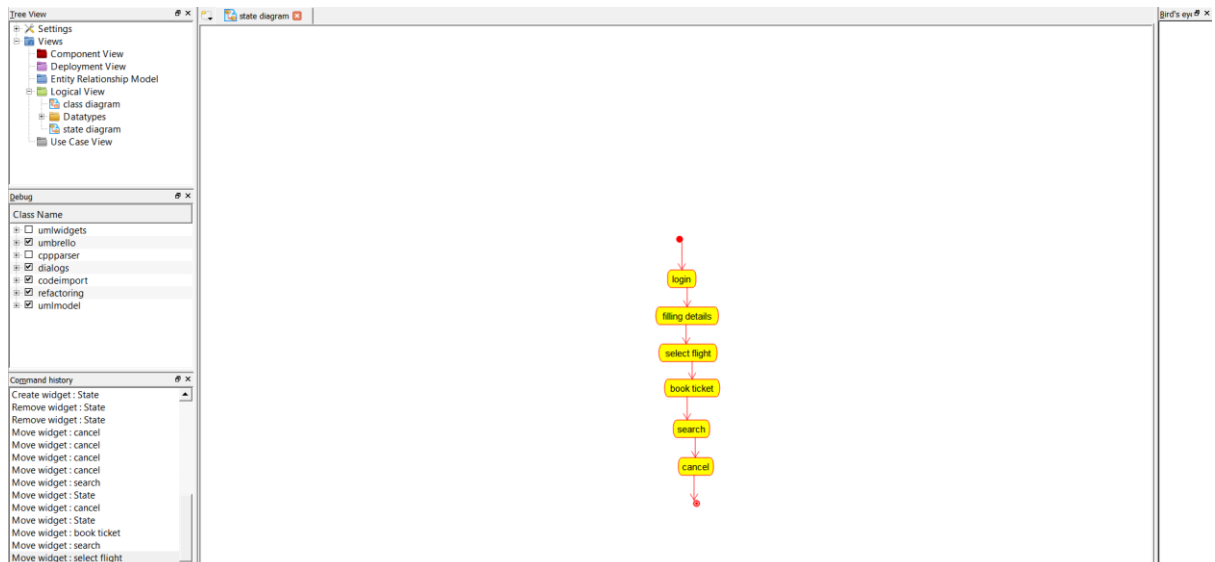 Tree View
Settings
Views
Component View
Deployment View
Entity Relationship Model
Logical View
class diagram
Datatypes
state diagram
Use Case View
Debug
Class Name
umlwidgets
umbrello
cppparser
dialogs
codeimport
refactoring
umlmodel
Command history
Create widget : State
Remove widget : State
Remove widget : State
Move widget : cancel
Move widget : cancel
Move widget : cancel
Move widget : cancel
Move widget : search
Move widget : State
Move widget : cancel
Move widget : State
Move widget : book ticket
Move widget : search
Move widget : select flight
state diagram
login
filling details
select flight
book ticket
search
cancel
Bird's eye